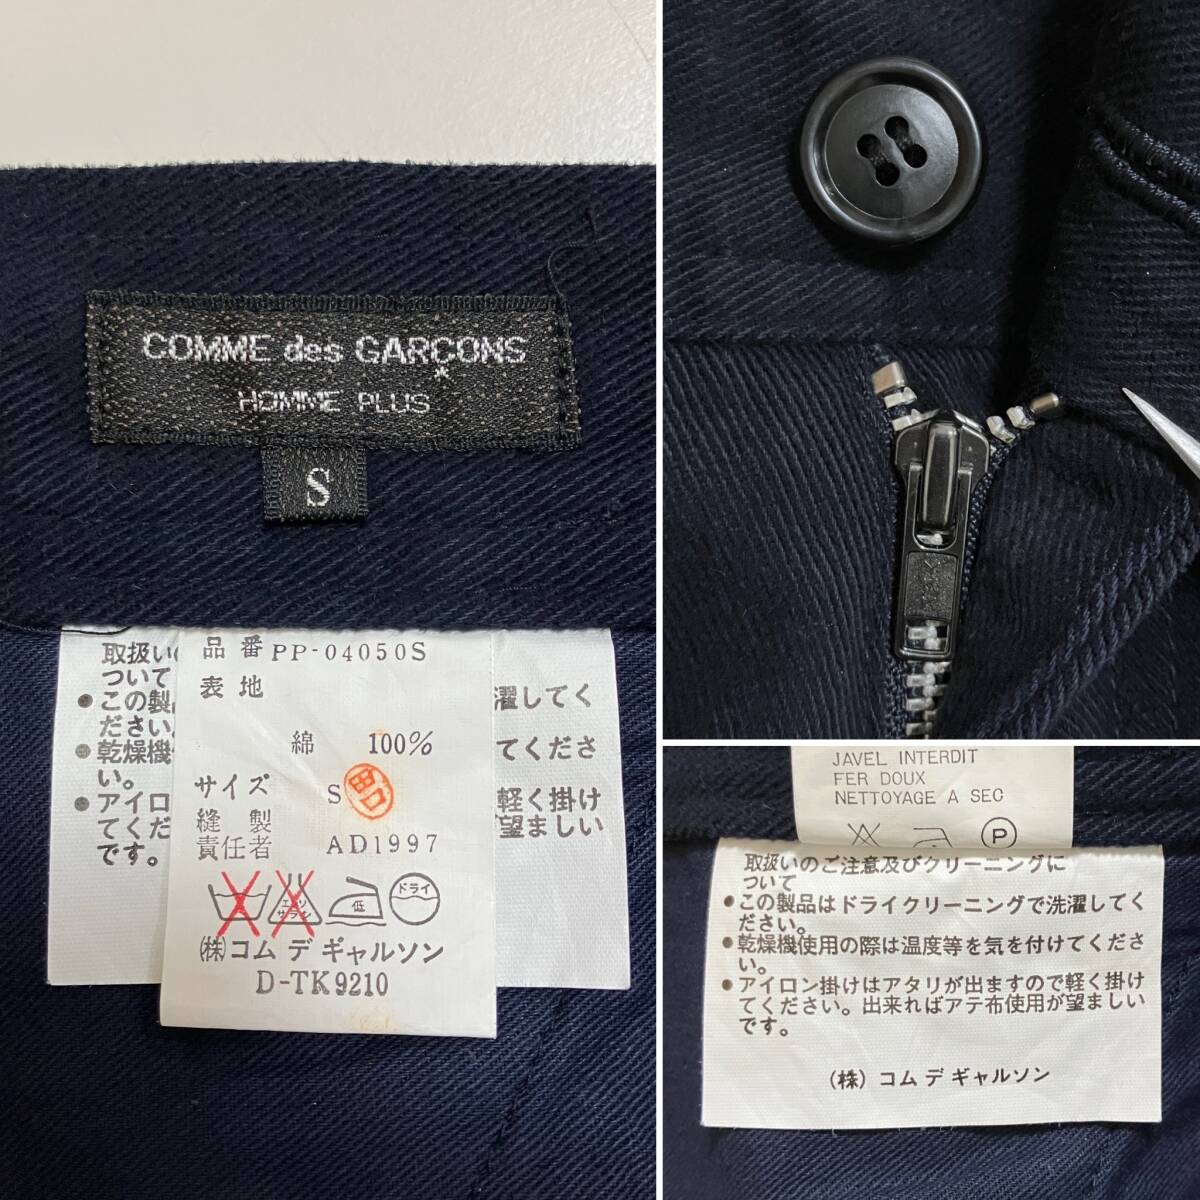 COMME des GARÇONS
*
HOMME PLUS
S
取扱い
ついて
●この製
ださい
●乾燥機
い。
●アイロ
てくだ
です。
濯してく
てくださ
軽く掛け
望ましい
品番 PP-04050S
表地
綿 100%
サイズ S
縫製
責任者 AD1997
エンソ
サラシ
低
ドライ
(株)コム デ ギャルソン
D-TK9210
YKK
JAVEL INTERDIT
FER DOUX
NETTOYAGE A SEC
P
取扱いのご注意及びクリーニングに
ついて
●この製品はドライクリーニングで洗濯してく
ださい。
●乾燥機使用の際は温度等を気を付けてくださ
い。
●アイロン掛けはアタリが出ますので軽く掛け
てください。出来ればアテ布使用が望ましい
です。
(株) コム デ ギャルソン